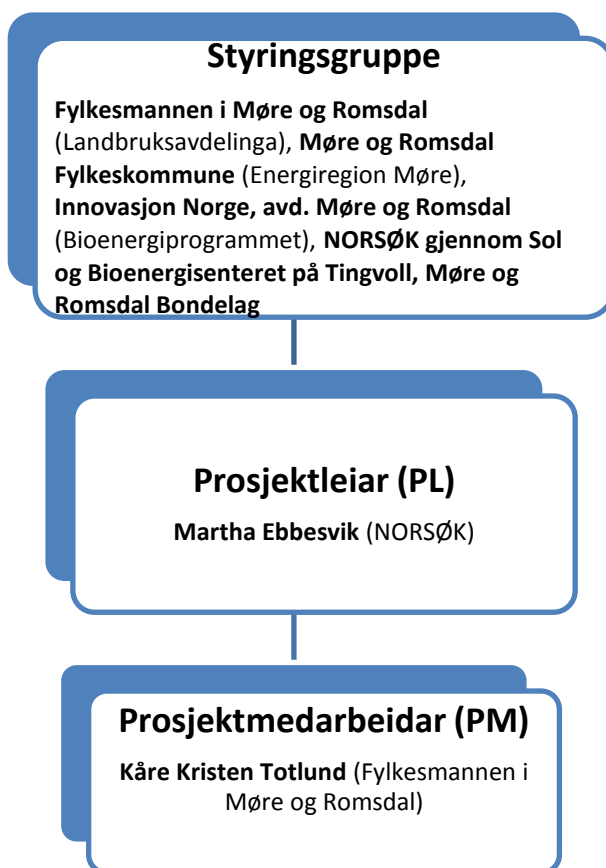 Styringsgruppe
Fylkesmannen i Møre og Romsdal
(Landbruksavdelinga), Møre og Romsdal
Fylkeskommune (Energiregion Møre),
Innovasjon Norge, avd. Møre og Romsdal
(Bioenergiprogrammet), NORSØK gjennom Sol
og Bioenergisenteret på Tingvoll, Møre og
Romsdal Bondelag
Prosjektleiar (PL)
Martha Ebbesvik (NORSØK)
Prosjektmedarbeidar (PM)
Kåre Kristen Totlund (Fylkesmannen i
Møre og Romsdal)